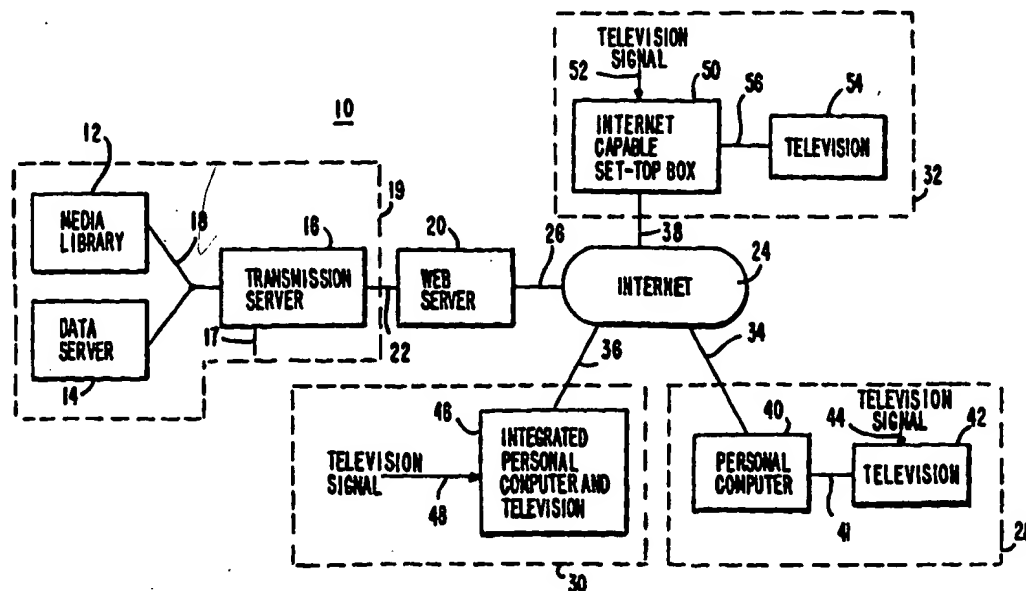 TELEVISION
SIGNAL
52
50
INTERNET
CAPABLE
SET-TOP BOX
56
54
TELEVISION
32
38
10
12
MEDIA
LIBRARY
18
19
16
TRANSMISSION
SERVER
17
DATA
SERVER
14
22
20
WEB
SERVER
26
INTERNET
24
36
34
46
INTEGRATED
PERSONAL
COMPUTER AND
TELEVISION
TELEVISION
SIGNAL
48
30
40
PERSONAL
COMPUTER
41
TELEVISION
SIGNAL
44
42
TELEVISION